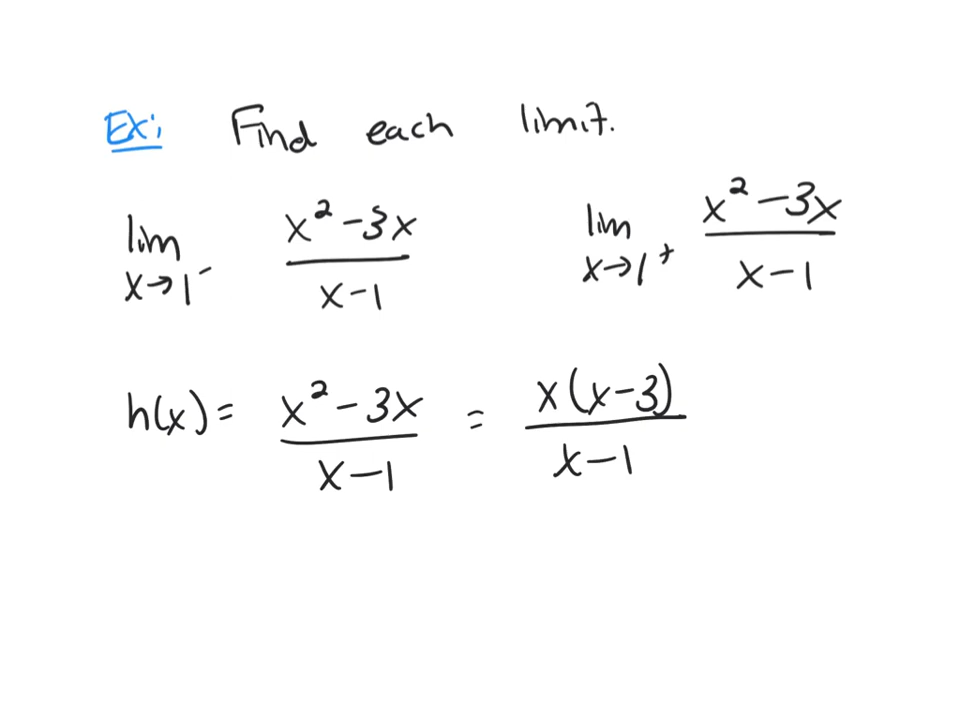 Ex: Find each limit.
lim x→1⁻ (x² - 3x)/(x - 1)    lim x→1⁺ (x² - 3x)/(x - 1)
h(x) = (x² - 3x)/(x - 1) = x(x - 3)/(x - 1)